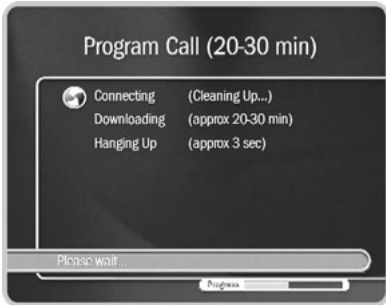 Program Call (20-30 min)
Connecting (Cleaning Up...)
Downloading (approx 20-30 min)
Hanging Up (approx 3 sec)
Please wait...
Progress